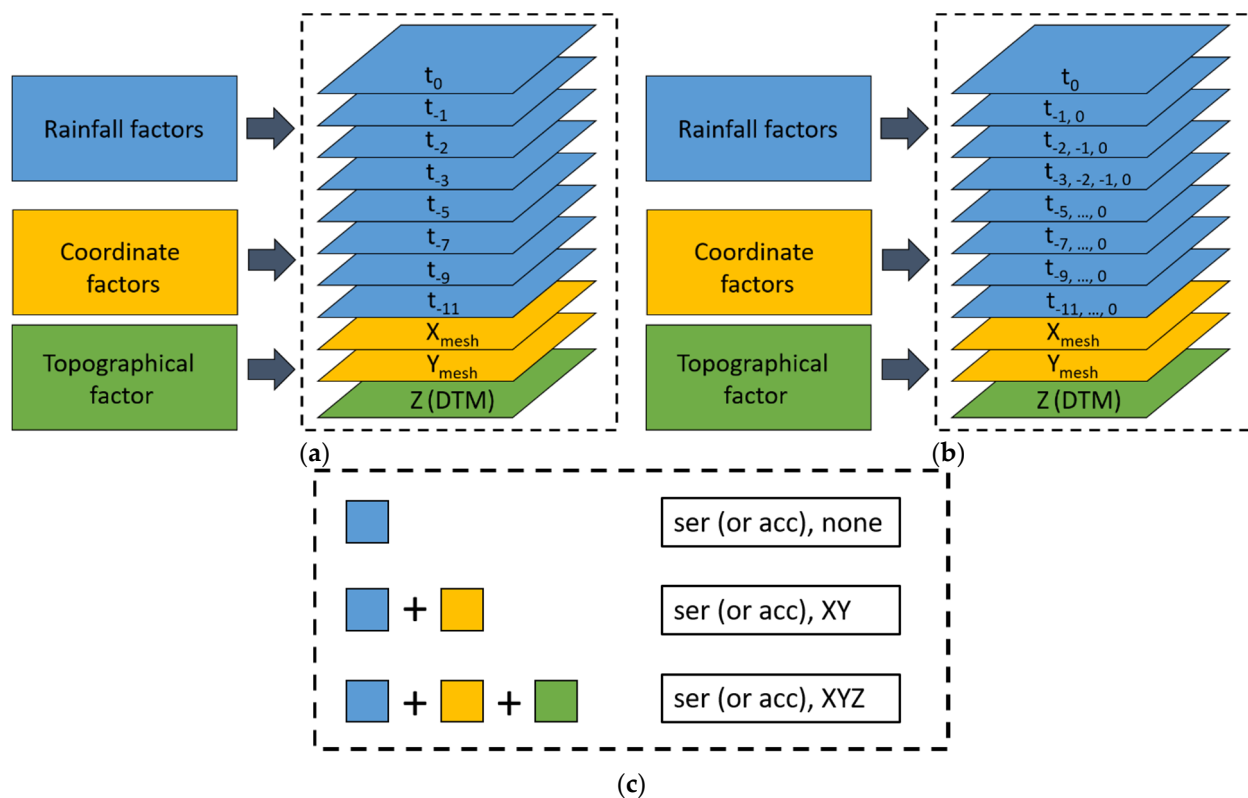 Rainfall factors
Coordinate
factors
Topographical
factor
t0
t-1
t-2
t-3
t-5
t-7
t-9
t-11
Xmesh
Ymesh
Z (DTM)
(a)
Rainfall factors
Coordinate
factors
Topographical
factor
t0
t-1, 0
t-2, -1, 0
t-3, -2, -1, 0
t-5, ..., 0
t-7, ..., 0
t-9, ..., 0
t-11, ..., 0
Xmesh
Ymesh
Z (DTM)
(b)
ser (or acc), none
+ ser (or acc), XY
+ + ser (or acc), XYZ
(c)